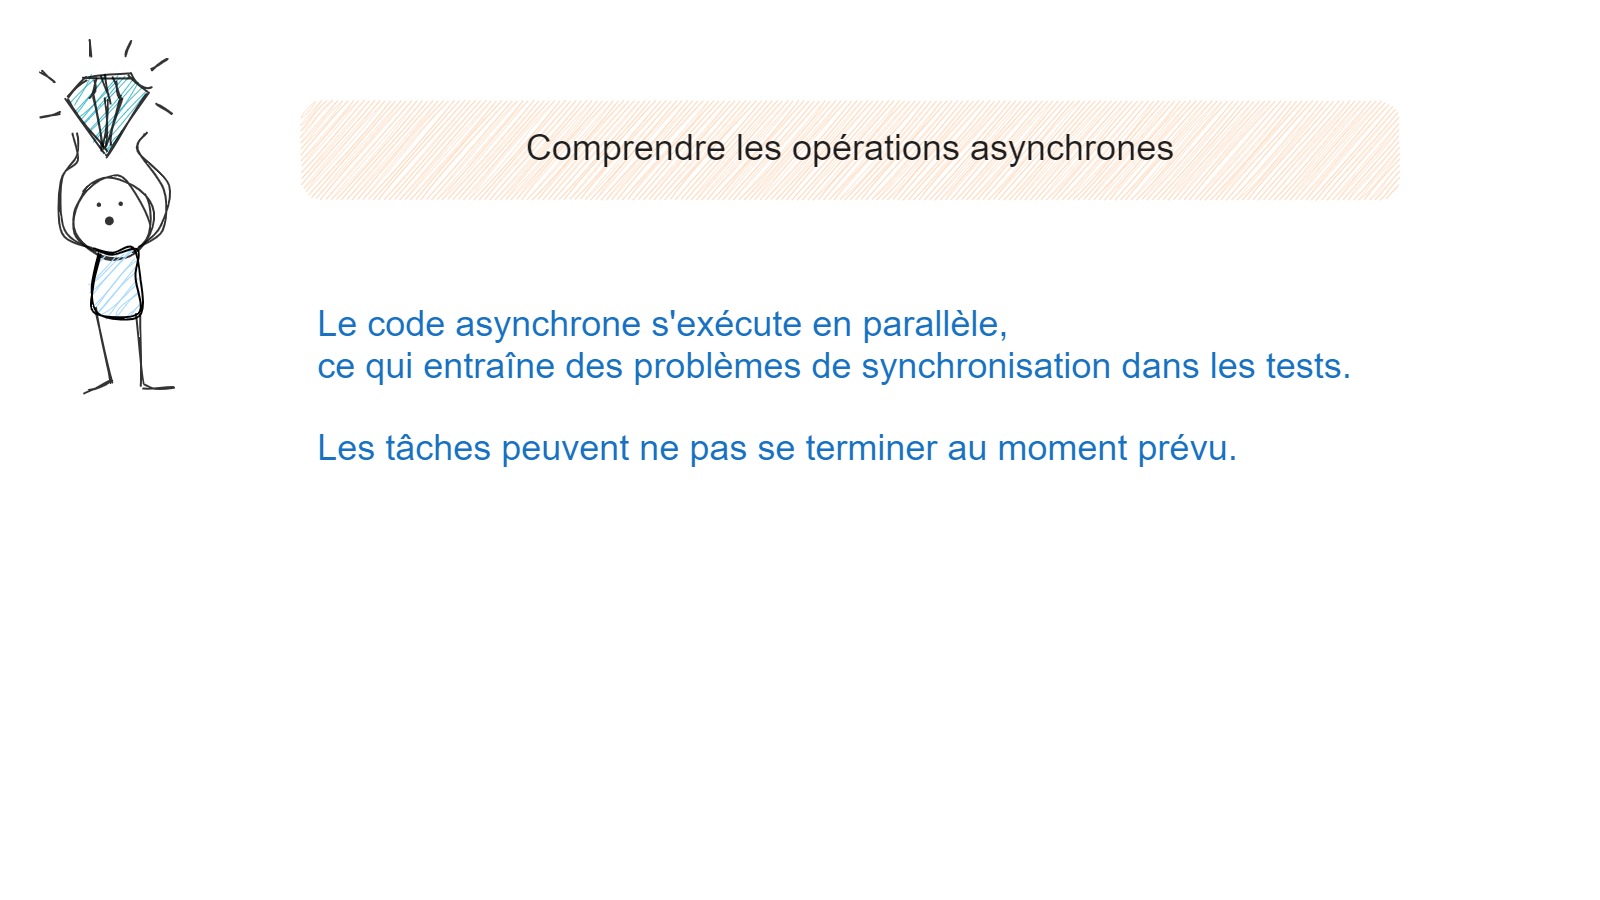 Comprendre les opérations asynchrones
Le code asynchrone s'exécute en parallèle,
ce qui entraîne des problèmes de synchronisation dans les tests.
Les tâches peuvent ne pas se terminer au moment prévu.